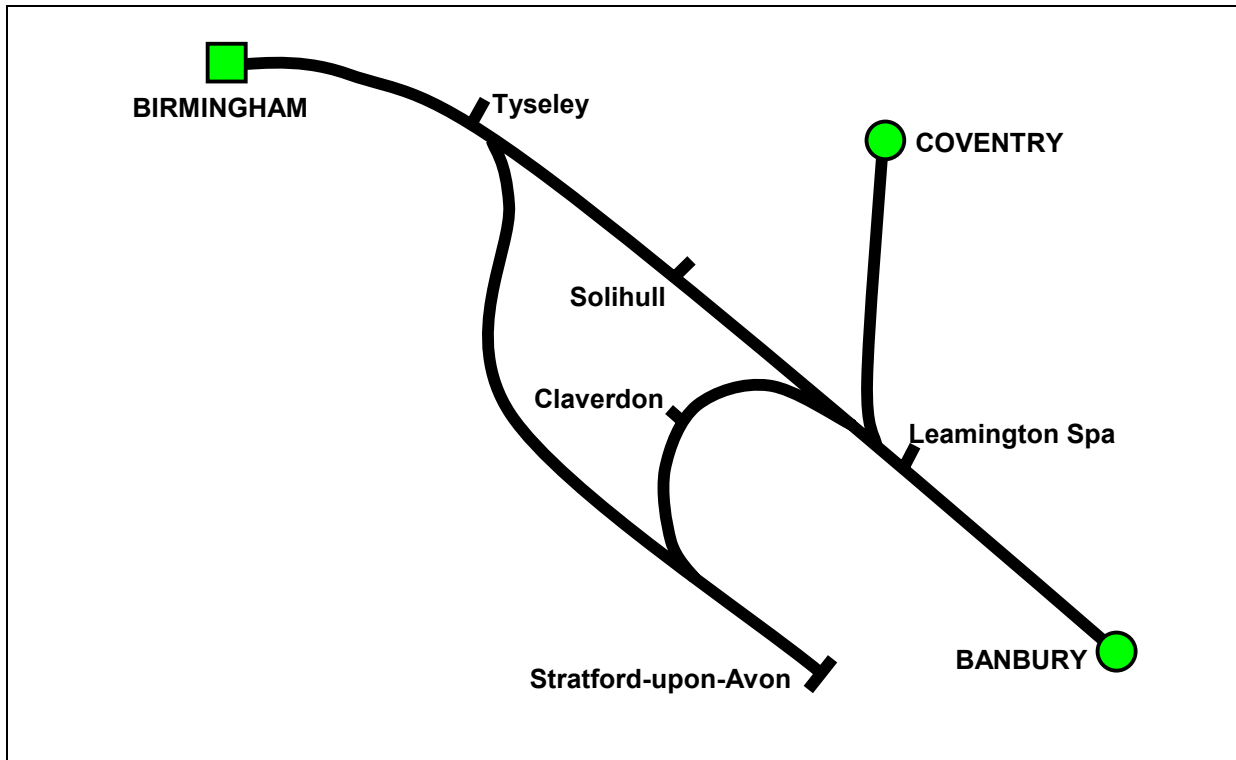 BIRMINGHAM
Tyseley
COVENTRY
Solihull
Claverdon
Leamington Spa
BANBURY
Stratford-upon-Avon